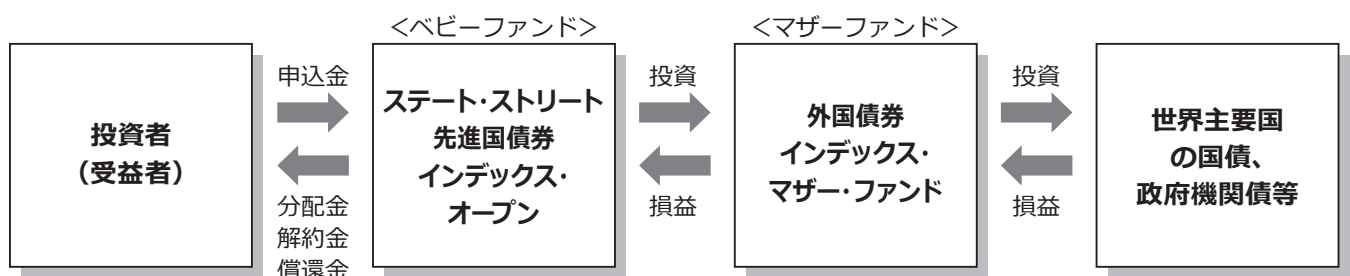 <ベビーファンド>
<マザーファンド>
投資者
(受益者)
申込金
分配金
解約金
償還金
ステート・ストリート
先進国債券
インデックス・
オープン
投資
損益
外国債券
インデックス・
マザー・ファンド
投資
損益
世界主要国
の国債、
政府機関債等